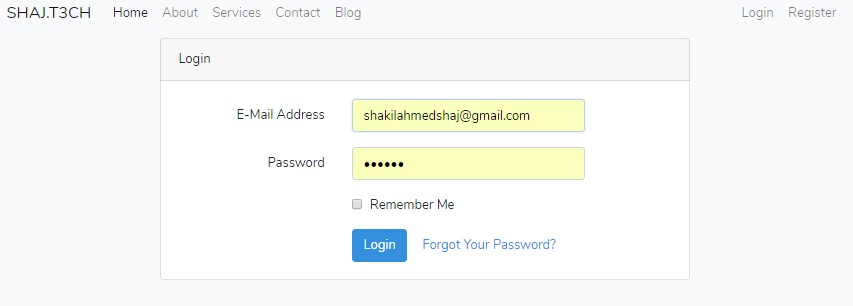 SHAJ.T3CH Home About Services Contact Blog Login Register
Login
E-Mail Address shakilahmedshaj@gmail.com
Password ••••••
Remember Me
Login Forgot Your Password?